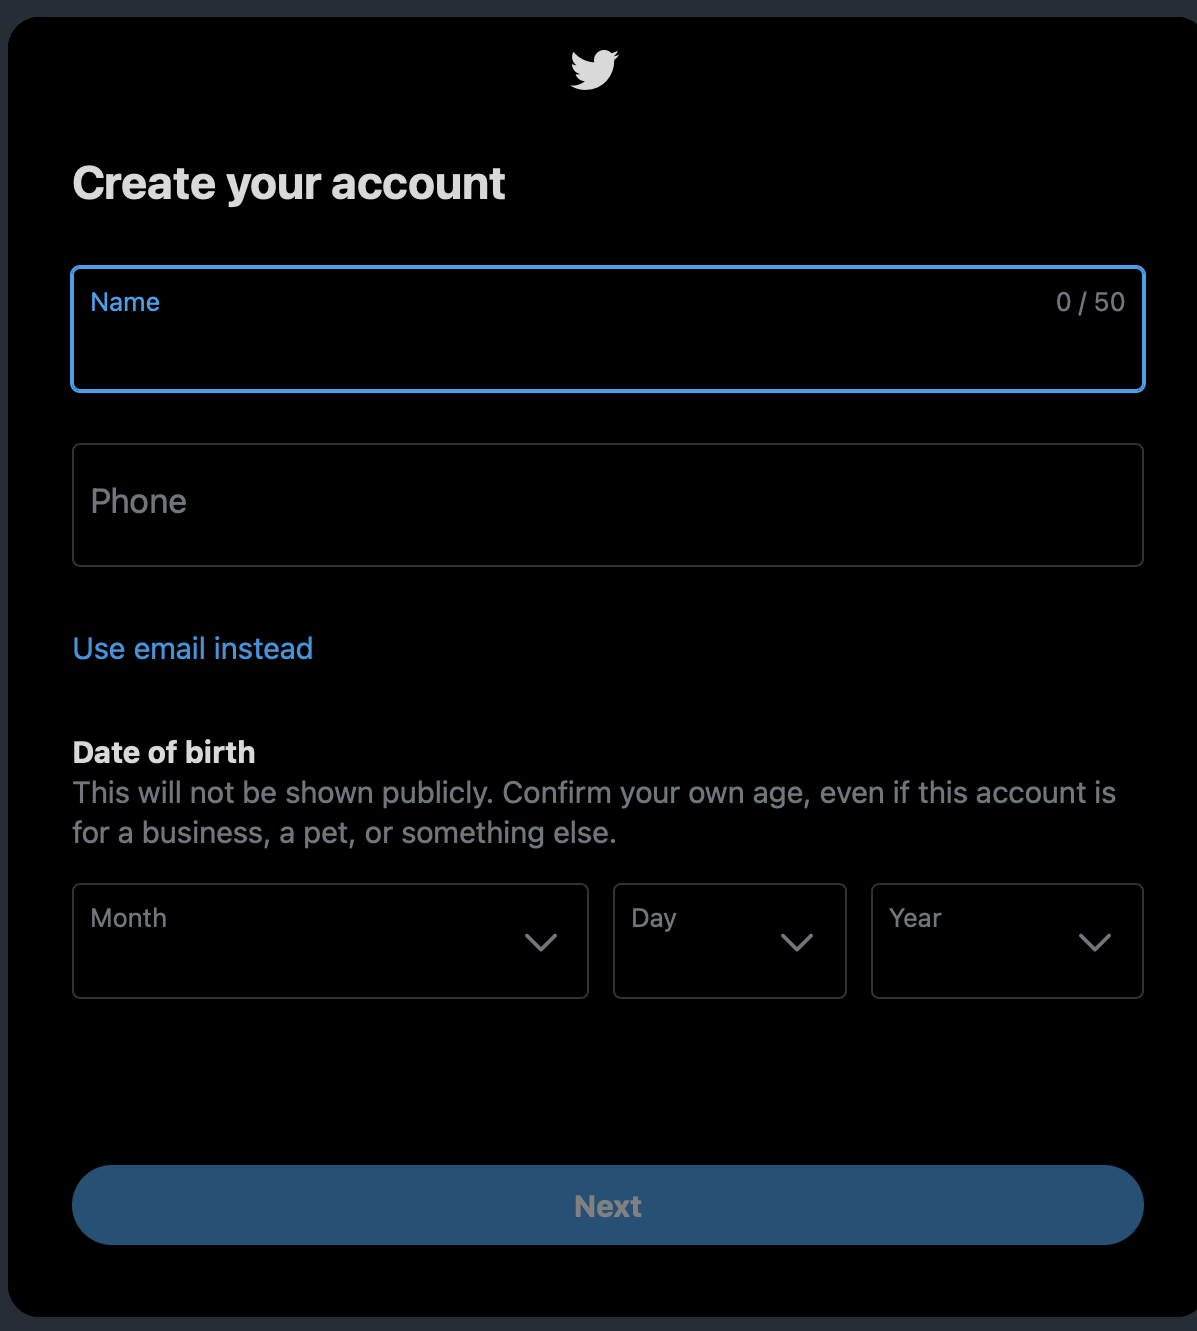 Create your account
Name 0 / 50
Phone
Use email instead
Date of birth
This will not be shown publicly. Confirm your own age, even if this account is
for a business, a pet, or something else.
Month Day Year
Next